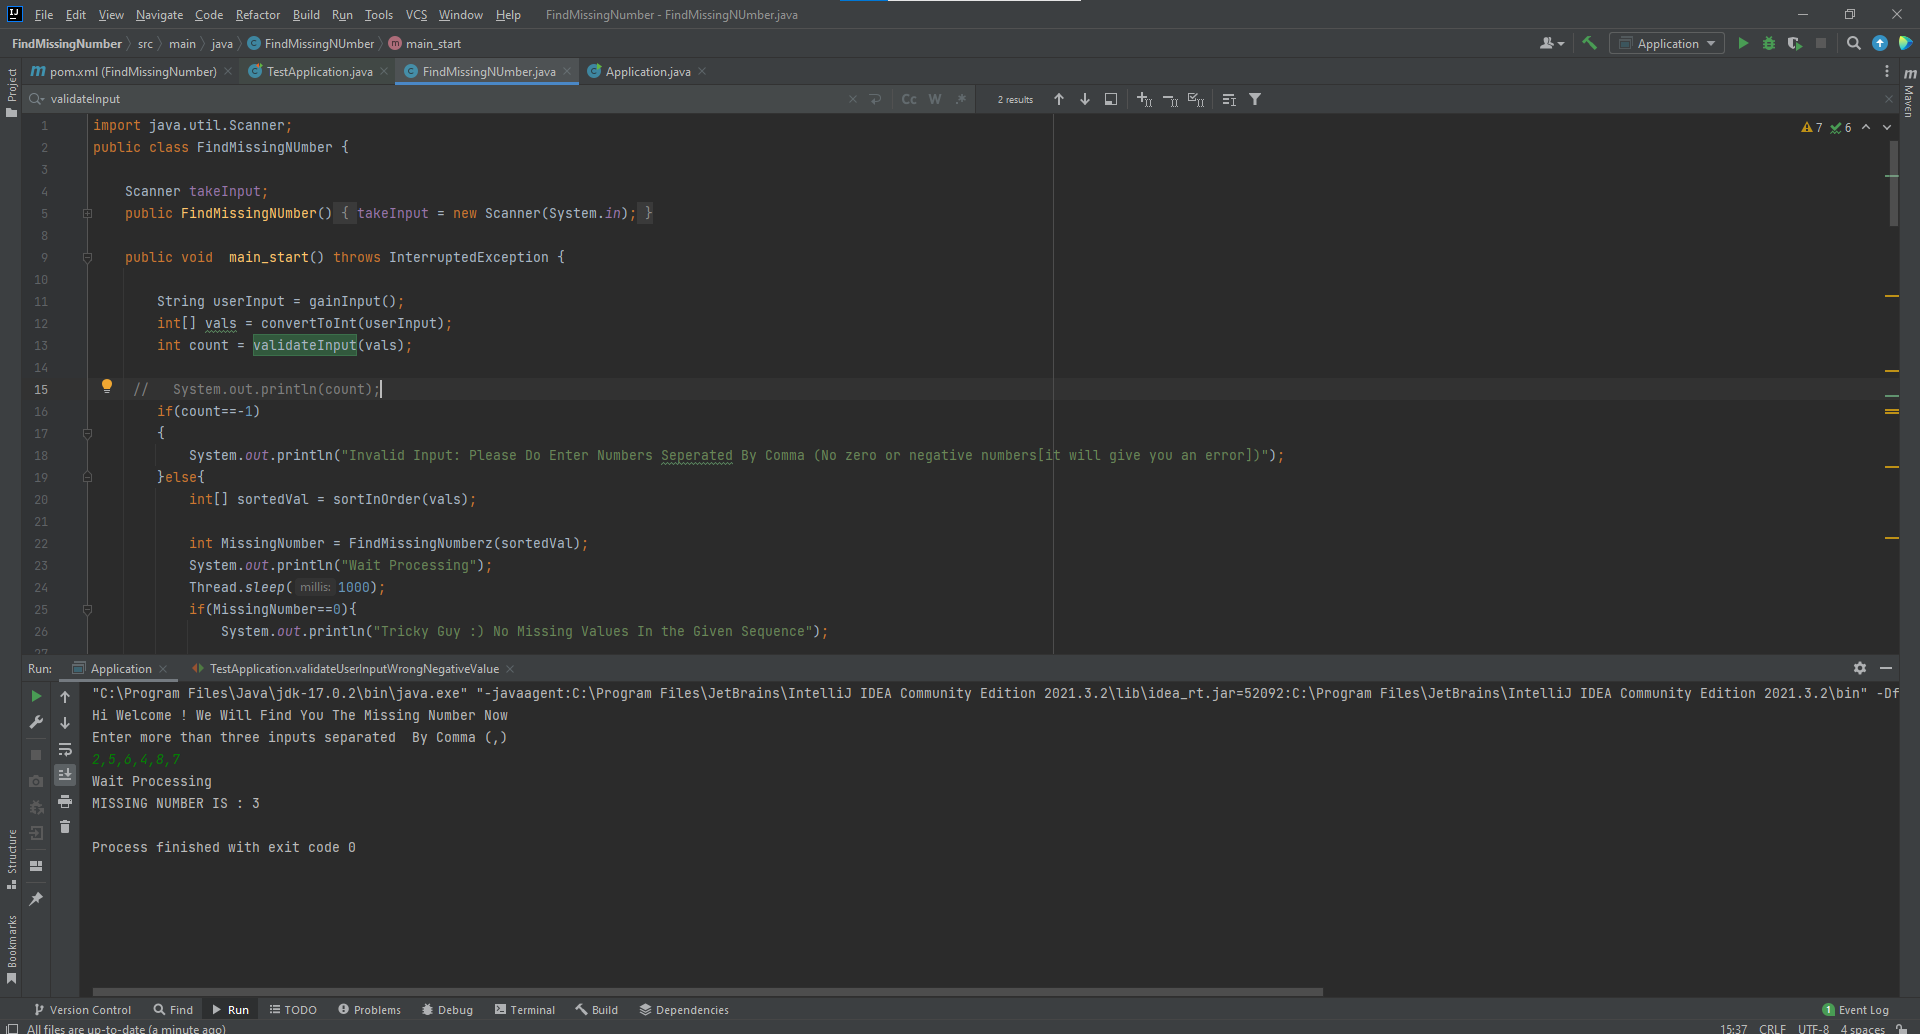 File Edit View Navigate Code Refactor Build Run Tools VCS Window Help FindMissingNumber - FindMissingNUmber.java
FindMissingNumber src main java FindMissingNUmber main_start Application
Project
pom.xml (FindMissingNumber) TestApplication.java FindMissingNUmber.java Application.java
Maven
validateInput Cc W .* 2 results
7 6
1 import java.util.Scanner;
2 public class FindMissingNUmber {
3
4 Scanner takeInput;
5 public FindMissingNUmber() { takeInput = new Scanner(System.in); }
8
9 public void  main_start() throws InterruptedException {
10
11 String userInput = gainInput();
12 int[] vals = convertToInt(userInput);
13 int count = validateInput(vals);
14
15 //   System.out.println(count);
16 if(count==-1)
17 {
18 System.out.println("Invalid Input: Please Do Enter Numbers Seperated By Comma (No zero or negative numbers[it will give you an error])");
19 }else{
20 int[] sortedVal = sortInOrder(vals);
21
22 int MissingNumber = FindMissingNumberz(sortedVal);
23 System.out.println("Wait Processing");
24 Thread.sleep( millis: 1000);
25 if(MissingNumber==0){
26 System.out.println("Tricky Guy :) No Missing Values In the Given Sequence");
27
Run: Application TestApplication.validateUserInputWrongNegativeValue
"C:\Program Files\Java\jdk-17.0.2\bin\java.exe" "-javaagent:C:\Program Files\JetBrains\IntelliJ IDEA Community Edition 2021.3.2\lib\idea_rt.jar=52092:C:\Program Files\JetBrains\IntelliJ IDEA Community Edition 2021.3.2\bin" -Df
Hi Welcome ! We Will Find You The Missing Number Now
Enter more than three inputs separated  By Comma (,)
2,5,6,4,8,7
Wait Processing
MISSING NUMBER IS : 3
Process finished with exit code 0
Structure
Bookmarks
Version Control Find Run TODO Problems Debug Terminal Build Dependencies 1 Event Log
All files are up-to-date (a minute ago) 15:37 CRLF UTF-8 4 spaces